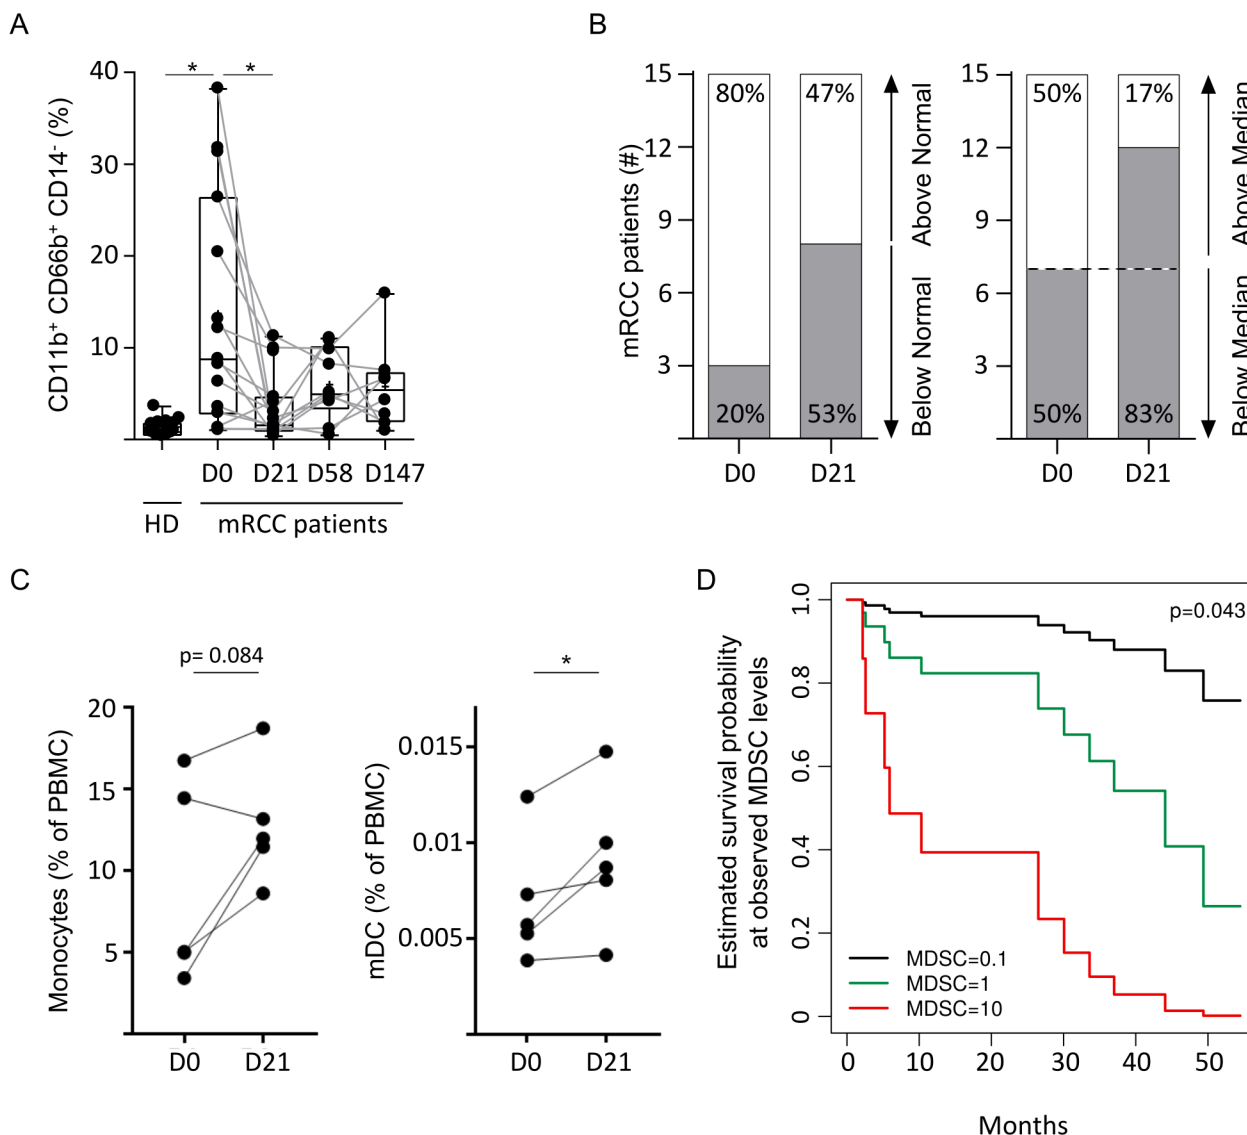 A
B
CD11b+ CD66b+ CD14- (%)
40
30
20
10
* *
D0 D21 D58 D147
HD mRCC patients
mRCC patients (#)
15
12
9
6
3
80% 47%
20% 53%
D0 D21
Above Normal
Below Normal
15
12
9
6
3
50% 17%
50% 83%
D0 D21
Above Median
Below Median
C
D
p= 0.084
Monocytes (% of PBMC)
20
15
10
5
D0 D21
*
mDC (% of PBMC)
0.015
0.01
0.005
D0 D21
Estimated survival probability
at observed MDSC levels
1.0
0.8
0.6
0.4
0.2
0
p=0.043
MDSC=0.1
MDSC=1
MDSC=10
0 10 20 30 40 50
Months